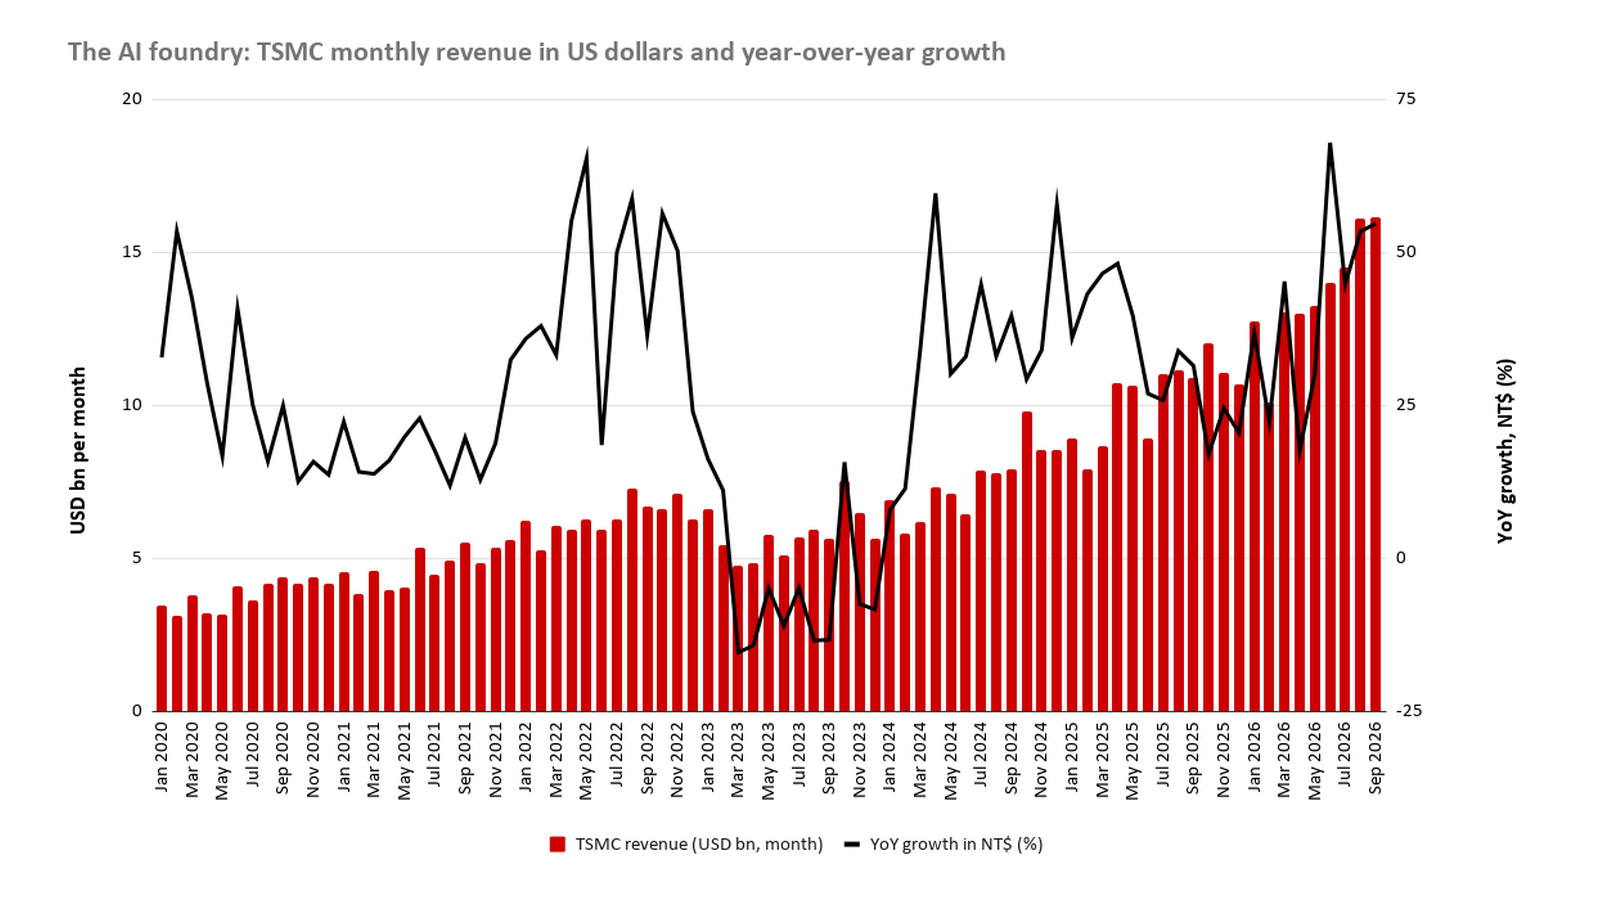 The AI foundry: TSMC monthly revenue in US dollars and year-over-year growth
20
15
10
5
0
USD bn per month
75
50
25
0
-25
YoY growth, NT$ (%)
Jan 2020
Mar 2020
May 2020
Jul 2020
Sep 2020
Nov 2020
Jan 2021
Mar 2021
May 2021
Jul 2021
Sep 2021
Nov 2021
Jan 2022
Mar 2022
May 2022
Jul 2022
Sep 2022
Nov 2022
Jan 2023
Mar 2023
May 2023
Jul 2023
Sep 2023
Nov 2023
Jan 2024
Mar 2024
May 2024
Jul 2024
Sep 2024
Nov 2024
Jan 2025
Mar 2025
May 2025
Jul 2025
Sep 2025
Nov 2025
Jan 2026
Mar 2026
May 2026
Jul 2026
Sep 2026
TSMC revenue (USD bn, month)
YoY growth in NT$ (%)